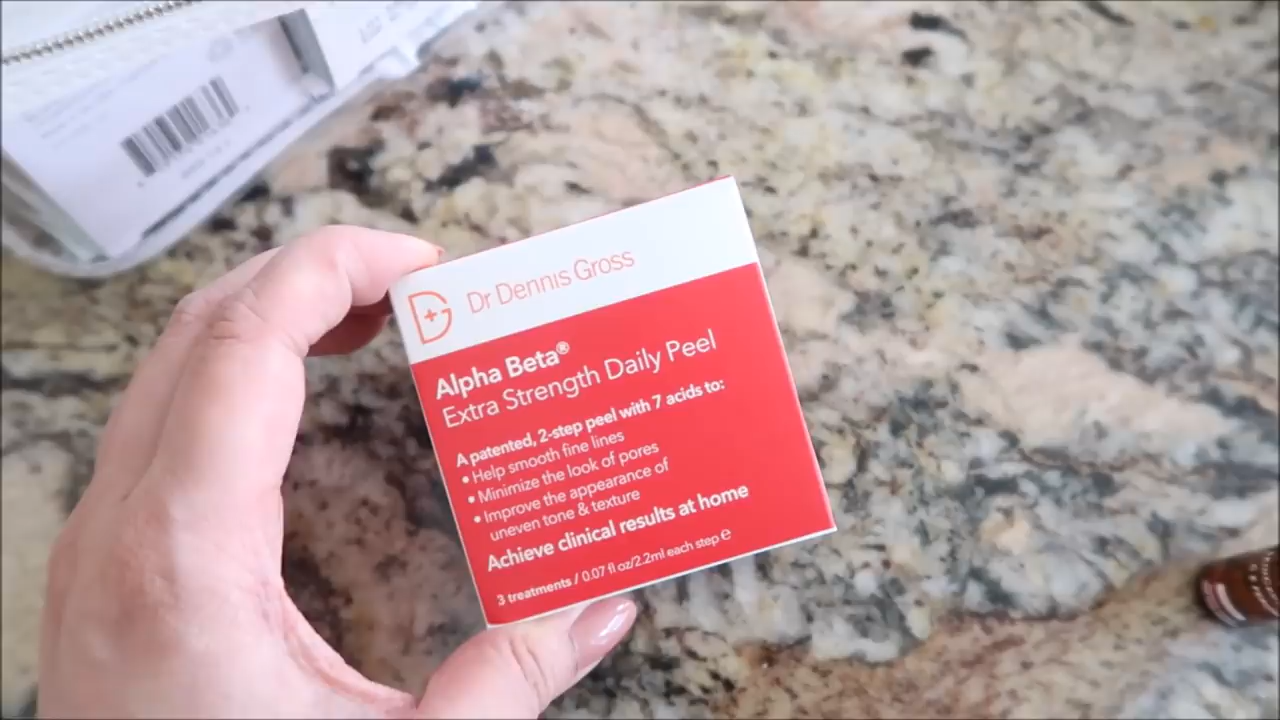 Dr Dennis Gross
Alpha Beta®
Extra Strength Daily Peel
A patented, 2-step peel with 7 acids to:
• Help smooth fine lines
• Minimize the look of pores
• Improve the appearance of
uneven tone & texture
Achieve clinical results at home
3 treatments / 0.07 fl oz/2.2ml each step ℮